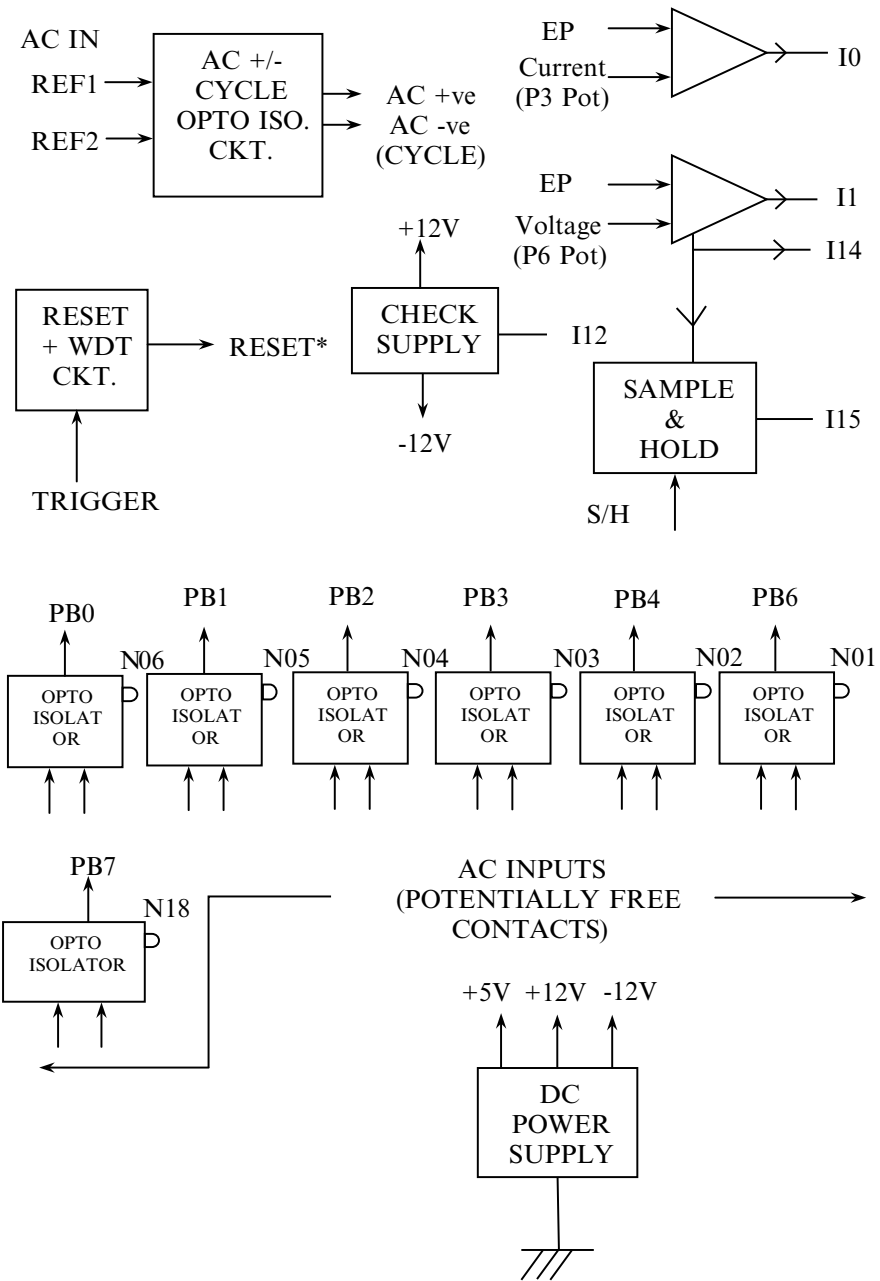 AC IN
REF1
REF2
AC +/-
CYCLE
OPTO ISO.
CKT.
AC +ve
AC -ve
(CYCLE)
EP
Current
(P3 Pot)
I0
EP
Voltage
(P6 Pot)
I1
I14
RESET
+ WDT
CKT.
RESET*
TRIGGER
+12V
CHECK
SUPPLY
I12
-12V
SAMPLE
&
HOLD
I15
S/H
PB0
N06
OPTO
ISOLAT
OR
PB1
N05
OPTO
ISOLAT
OR
PB2
N04
OPTO
ISOLAT
OR
PB3
N03
OPTO
ISOLAT
OR
PB4
N02
OPTO
ISOLAT
OR
PB6
N01
OPTO
ISOLAT
OR
PB7
N18
OPTO
ISOLATOR
AC INPUTS
(POTENTIALLY FREE
CONTACTS)
+5V +12V -12V
DC
POWER
SUPPLY